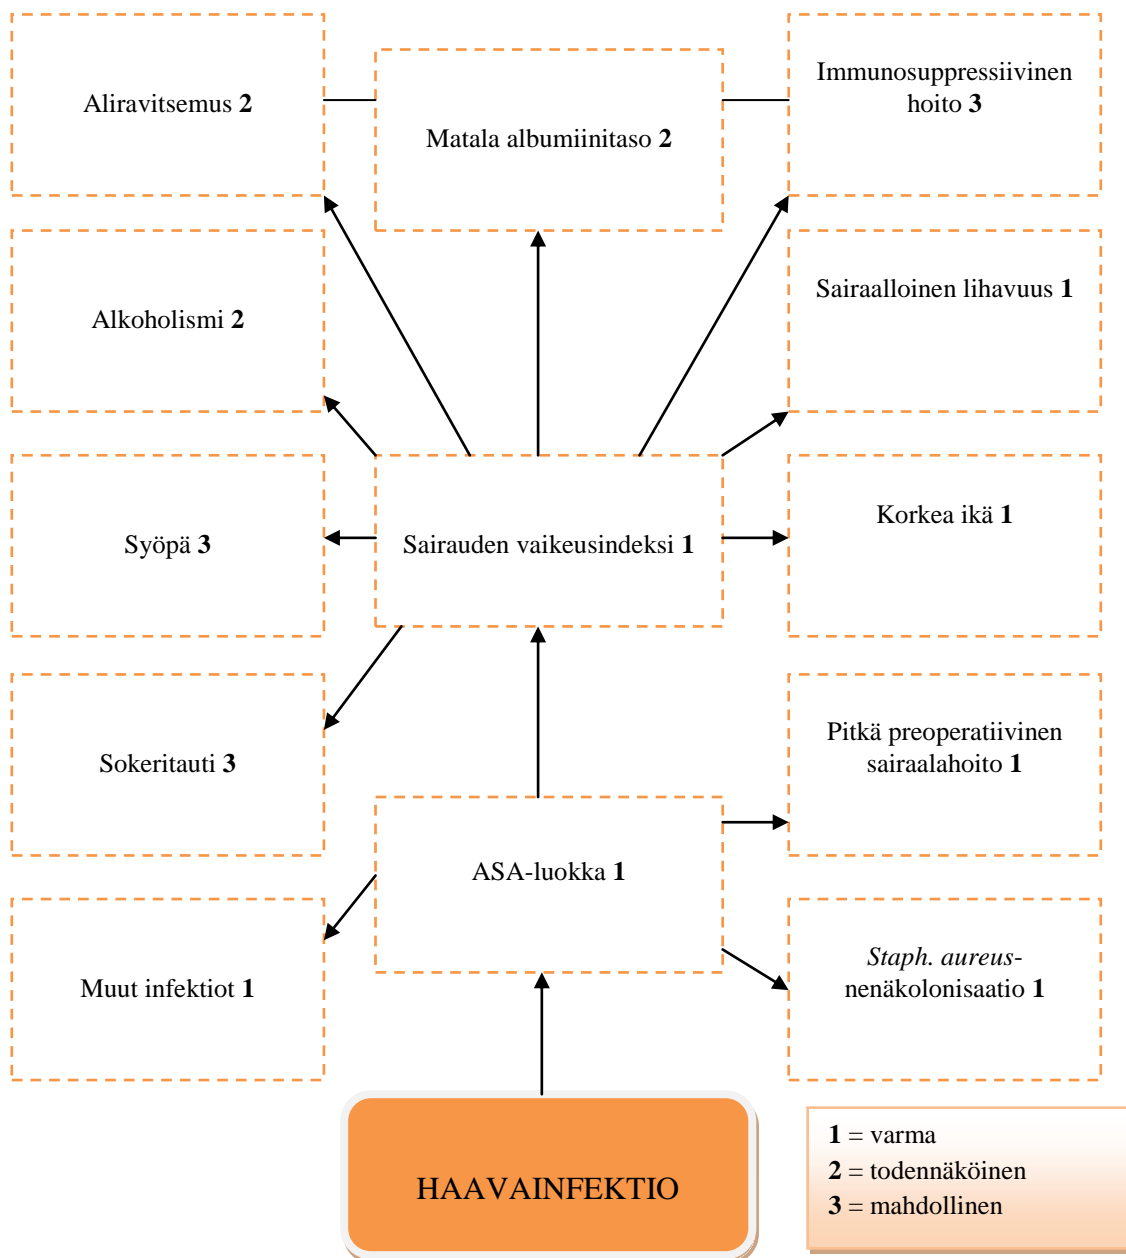 Aliravitsemus 2
Matala albumiinitaso 2
Immunosuppressiivinen
hoito 3
Alkoholismi 2
Sairaalloinen lihavuus 1
Syöpä 3
Sairauden vaikeusindeksi 1
Korkea ikä 1
Sokeritauti 3
Pitkä preoperatiivinen
sairaalahoito 1
ASA-luokka 1
Muut infektiot 1
Staph. aureus-
nenäkolonisaatio 1
HAAVAINFEKTIO
1 = varma
2 = todennäköinen
3 = mahdollinen